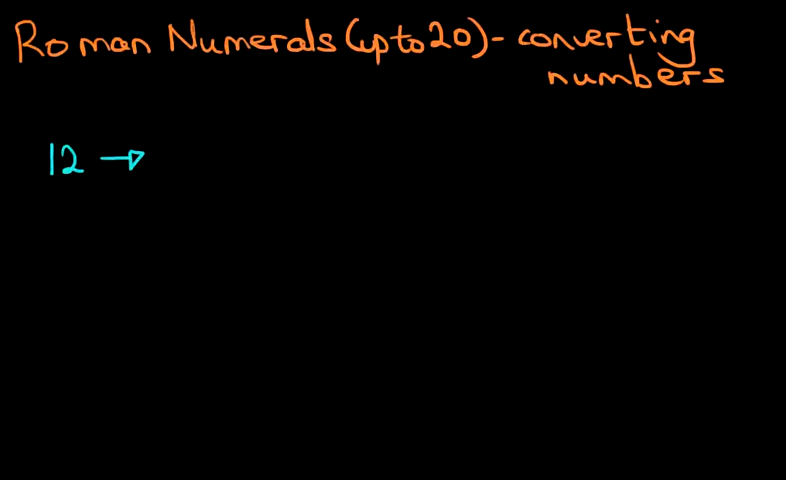 Roman Numerals (up to 20) - converting
numbers
12 →